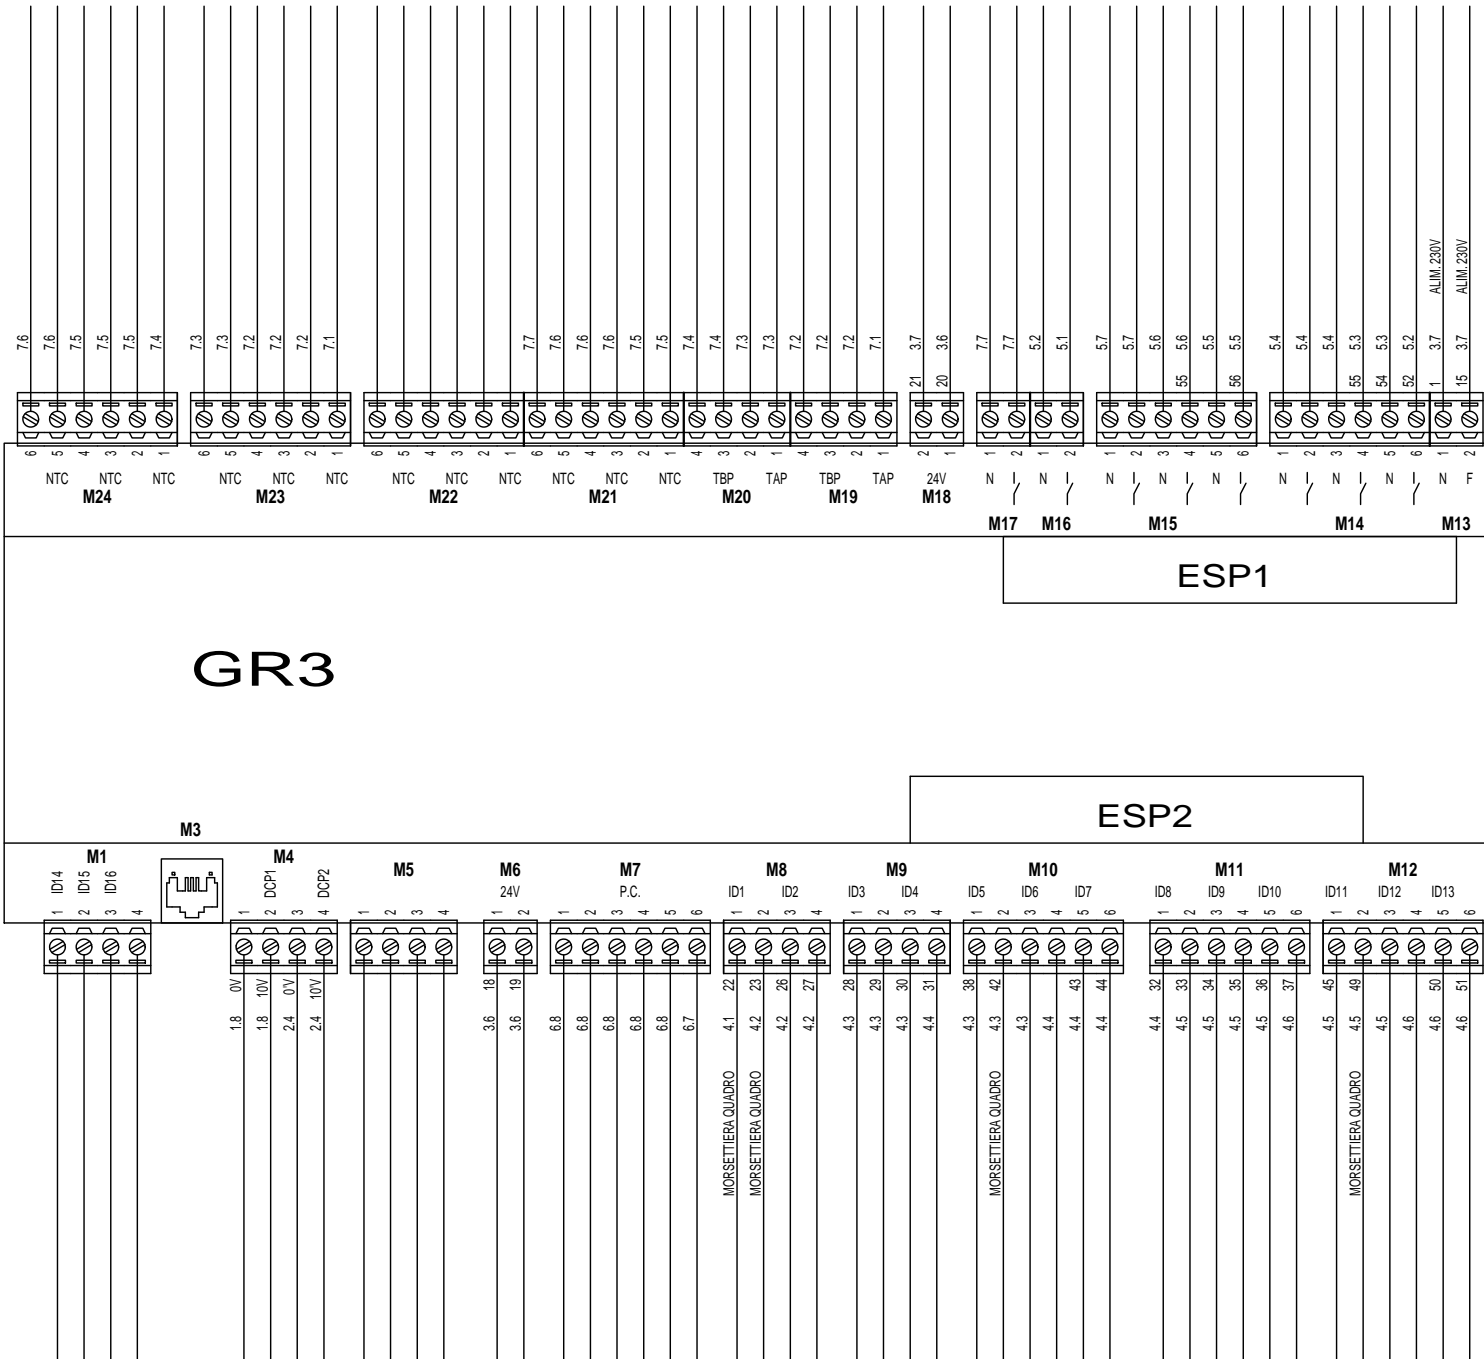 7.6 7.6 7.5 7.5 7.5 7.4 7.3 7.3 7.2 7.2 7.2 7.1 7.7 7.6 7.6 7.6 7.5 7.5 7.4 7.4 7.3 7.3 7.2 7.2 7.2 7.1 3.7 3.6 7.7 7.7 5.2 5.1 5.7 5.7 5.6 5.6 5.5 5.5 5.4 5.4 5.4 5.3 5.3 5.2 3.7 3.7
ALIM. 230V ALIM. 230V
21 20 55 56 55 54 52 1 15
6 5 4 3 2 1 6 5 4 3 2 1 6 5 4 3 2 1 6 5 4 3 2 1 4 3 2 1 4 3 2 1 2 1 1 2 1 2 1 2 3 4 5 6 1 2 3 4 5 6 1 2
NTC NTC NTC NTC NTC NTC NTC NTC NTC NTC NTC NTC TBP TAP TBP TAP 24V N N N N N N N N N F
M24 M23 M22 M21 M20 M19 M18
M17 M16 M15 M14 M13
ESP1
GR3
ESP2
M3
M1 M4 M5 M6 M7 M8 M9 M10 M11 M12
ID14 ID15 ID16 DCP1 DCP2 24V P.C. ID1 ID2 ID3 ID4 ID5 ID6 ID7 ID8 ID9 ID10 ID11 ID12 ID13
1 2 3 4 1 2 3 4 1 2 3 4 1 2 1 2 3 4 5 6 1 2 3 4 1 2 3 4 1 2 3 4 5 6 1 2 3 4 5 6 1 2 3 4 5 6
0V 10V 0'V 10'V 18 19 22 23 26 27 28 29 30 31 38 42 43 44 32 33 34 35 36 37 45 49 50 51
1.8 1.8 2.4 2.4 3.6 3.6 6.8 6.8 6.8 6.8 6.8 6.7 4.1 4.2 4.2 4.2 4.3 4.3 4.3 4.4 4.3 4.3 4.3 4.4 4.4 4.4 4.4 4.5 4.5 4.5 4.5 4.6 4.5 4.5 4.5 4.6 4.6 4.6
MORSETTIERA QUADRO MORSETTIERA QUADRO MORSETTIERA QUADRO MORSETTIERA QUADRO